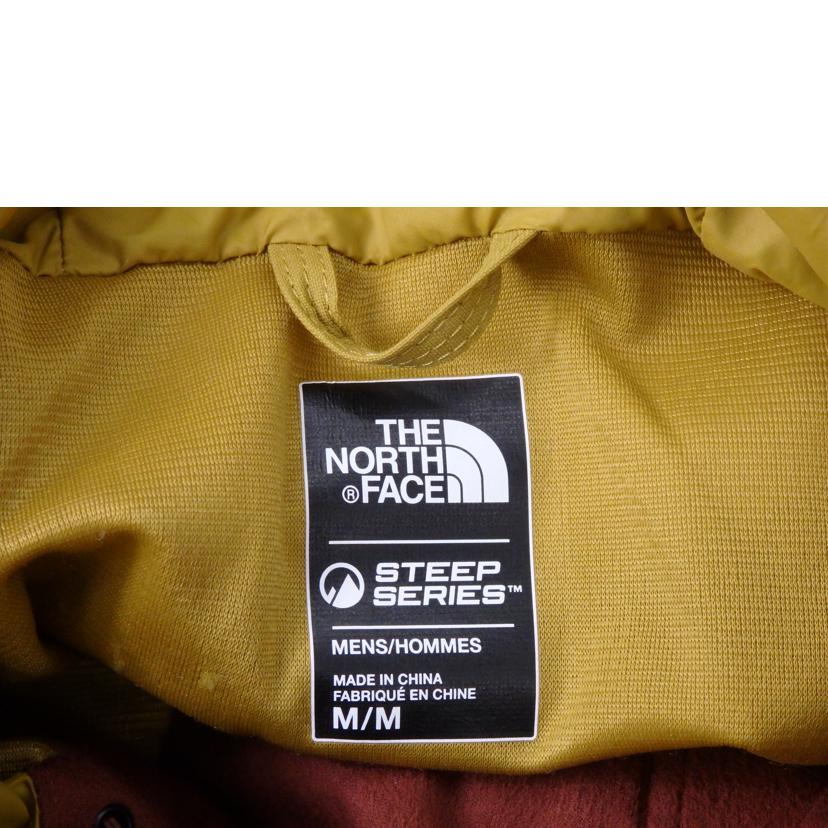 THE
NORTH
® FACE
STEEP
SERIES™
MENS/HOMMES
MADE IN CHINA
FABRIQUÉ EN CHINE
M/M